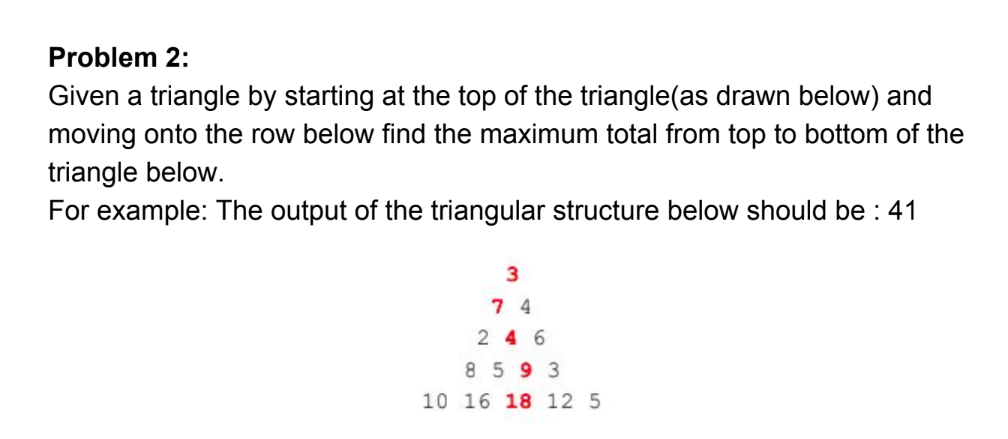 Problem 2:
Given a triangle by starting at the top of the triangle(as drawn below) and
moving onto the row below find the maximum total from top to bottom of the
triangle below.
For example: The output of the triangular structure below should be : 41
3
7 4
2 4 6
8 5 9 3
10 16 18 12 5